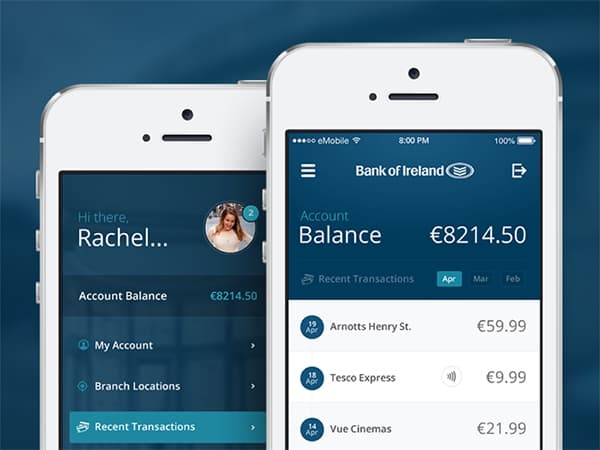 Hi there,
Rachel...
2
Account Balance €8214.50
My Account
Branch Locations
Recent Transactions
eMobile 8:00 PM 100%
Bank of Ireland
Account
Balance €8214.50
Recent Transactions Apr Mar Feb
19 Apr Arnotts Henry St. €59.99
18 Apr Tesco Express €9.99
14 Apr Vue Cinemas €21.99